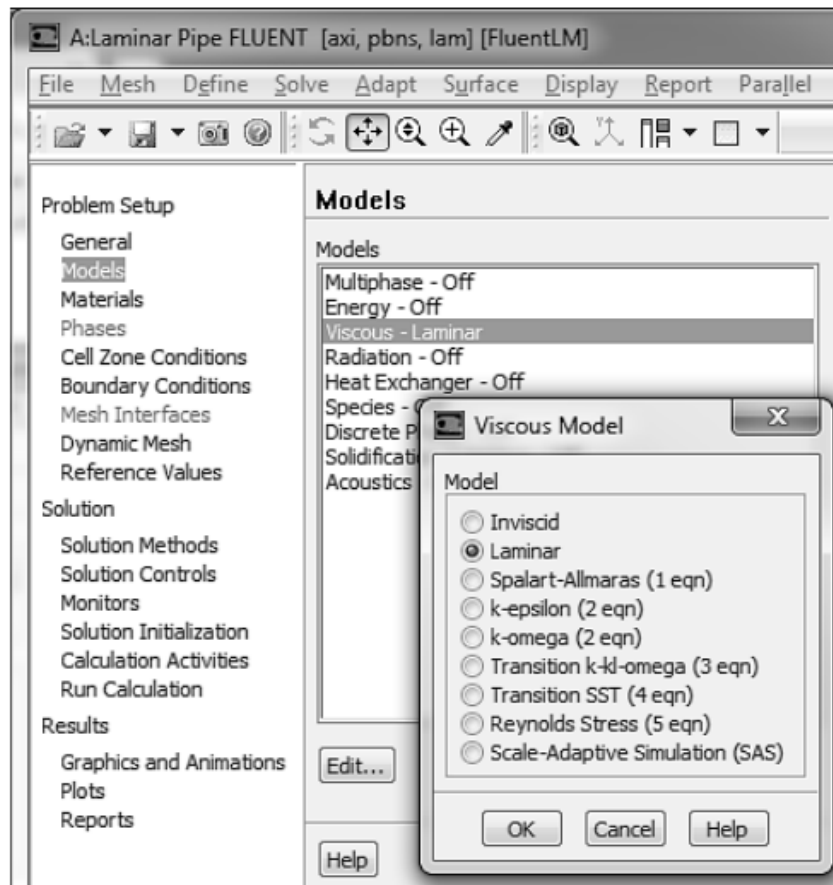 A:Laminar Pipe FLUENT [axi, pbns, lam] [FluentLM]
File Mesh Define Solve Adapt Surface Display Report Parallel
Problem Setup
General
Models
Materials
Phases
Cell Zone Conditions
Boundary Conditions
Mesh Interfaces
Dynamic Mesh
Reference Values
Solution
Solution Methods
Solution Controls
Monitors
Solution Initialization
Calculation Activities
Run Calculation
Results
Graphics and Animations
Plots
Reports
Models
Models
Multiphase - Off
Energy - Off
Viscous - Laminar
Radiation - Off
Heat Exchanger - Off
Species -
Discrete P
Solidificati
Acoustics
Edit...
Help
Viscous Model
Model
Inviscid
Laminar
Spalart-Allmaras (1 eqn)
k-epsilon (2 eqn)
k-omega (2 eqn)
Transition k-kl-omega (3 eqn)
Transition SST (4 eqn)
Reynolds Stress (5 eqn)
Scale-Adaptive Simulation (SAS)
OK Cancel Help